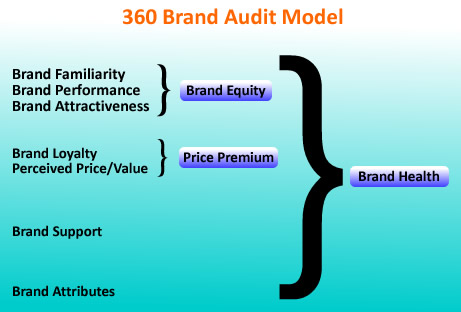 360 Brand Audit Model
Brand Familiarity
Brand Performance
Brand Attractiveness
Brand Equity
Brand Loyalty
Perceived Price/Value
Price Premium
Brand Health
Brand Support
Brand Attributes